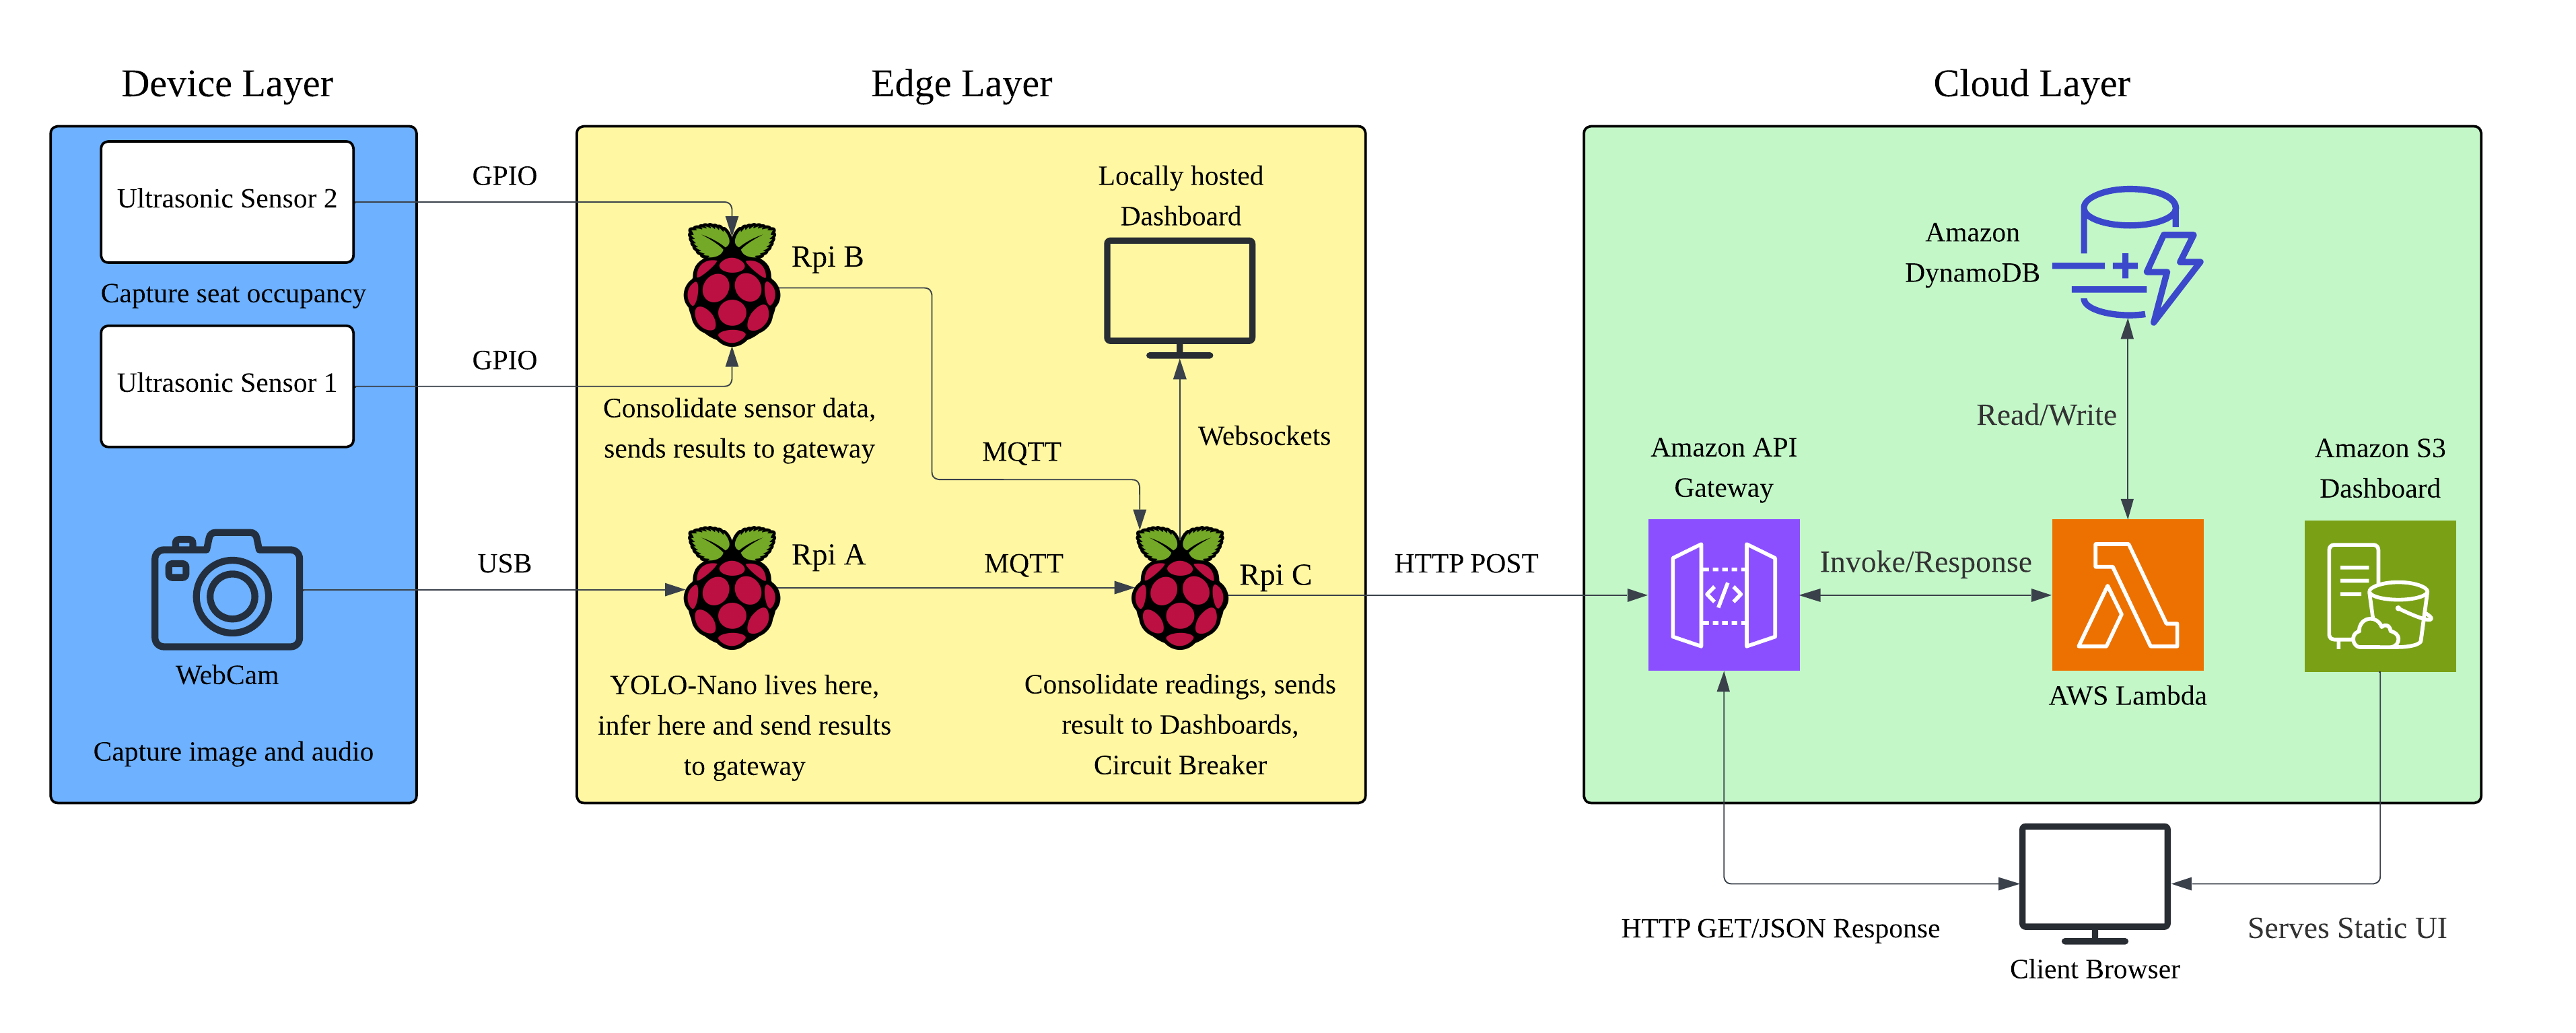 Device Layer
Edge Layer
Cloud Layer
Ultrasonic Sensor 2
Capture seat occupancy
Ultrasonic Sensor 1
WebCam
Capture image and audio
GPIO
GPIO
USB
Rpi B
Consolidate sensor data,
sends results to gateway
Rpi A
YOLO-Nano lives here,
infer here and send results
to gateway
MQTT
MQTT
Locally hosted
Dashboard
Websockets
Rpi C
Consolidate readings, sends
result to Dashboards,
Circuit Breaker
HTTP POST
Amazon
DynamoDB
Read/Write
Amazon API
Gateway
Invoke/Response
AWS Lambda
Amazon S3
Dashboard
HTTP GET/JSON Response
Client Browser
Serves Static UI